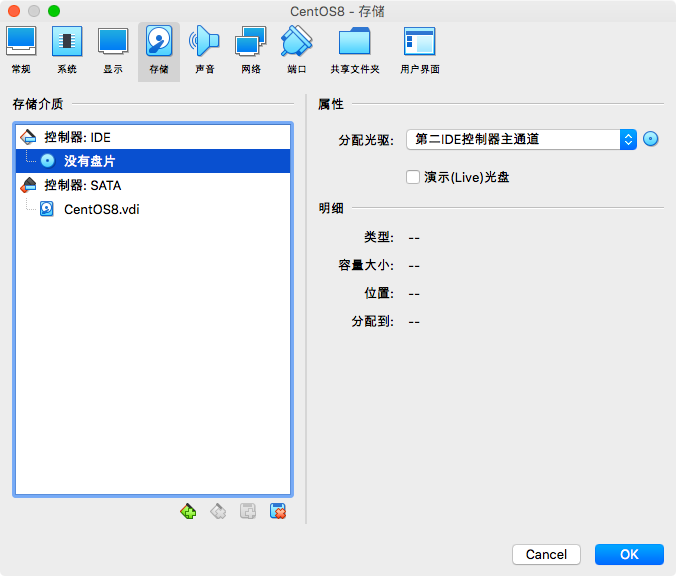 CentOS8 - 存储
常规 系统 显示 存储 声音 网络 端口 共享文件夹 用户界面
存储介质
控制器: IDE
没有盘片
控制器: SATA
CentOS8.vdi
属性
分配光驱: 第二IDE控制器主通道
演示(Live)光盘
明细
类型: --
容量大小: --
位置: --
分配到: --
Cancel OK